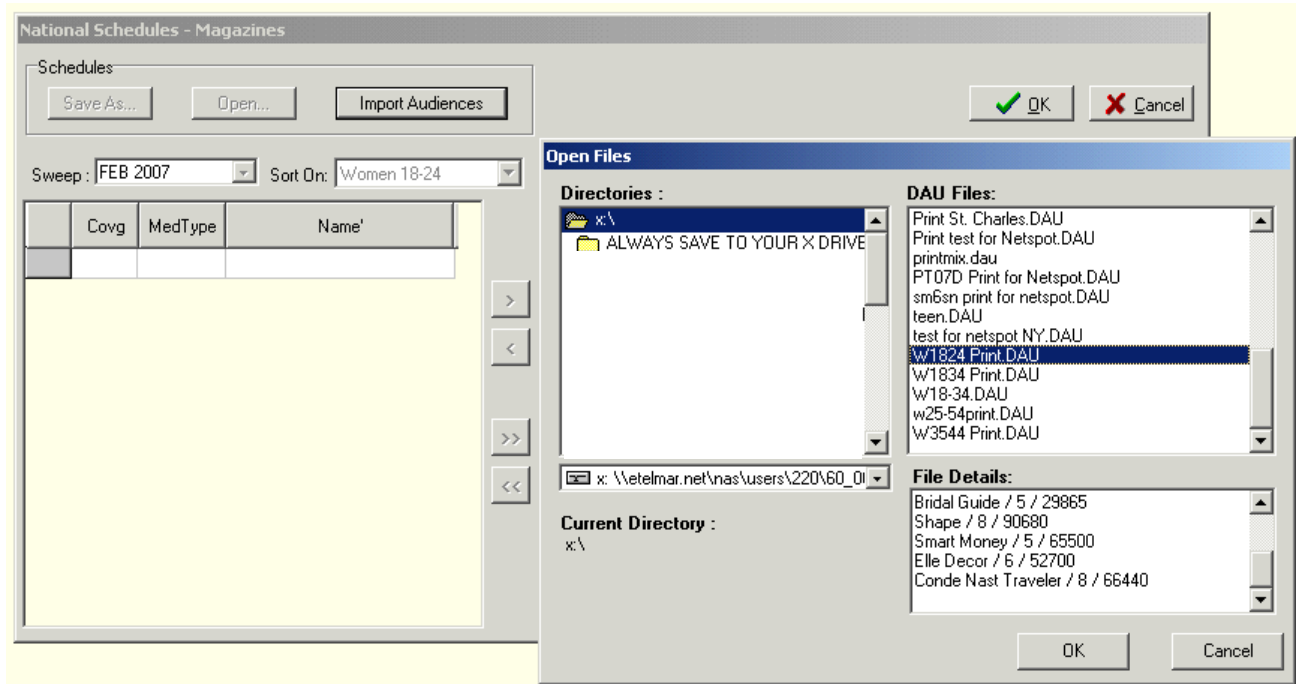 National Schedules - Magazines
Schedules
Save As...
Open...
Import Audiences
OK
Cancel
Sweep : FEB 2007
Sort On: Women 18-24
Covg
MedType
Name'
>
<
>>
<<
Open Files
Directories :
x:\
ALWAYS SAVE TO YOUR X DRIVE
x: \\etelmar.net\nas\users\220\60_0
Current Directory :
x:\
DAU Files:
Print St. Charles.DAU
Print test for Netspot.DAU
printmix.dau
PT07D Print for Netspot.DAU
sm6sn print for netspot.DAU
teen.DAU
test for netspot NY.DAU
W1824 Print.DAU
W1834 Print.DAU
W18-34.DAU
w25-54print.DAU
W3544 Print.DAU
File Details:
Bridal Guide / 5 / 29865
Shape / 8 / 90680
Smart Money / 5 / 65500
Elle Decor / 6 / 52700
Conde Nast Traveler / 8 / 66440
OK
Cancel